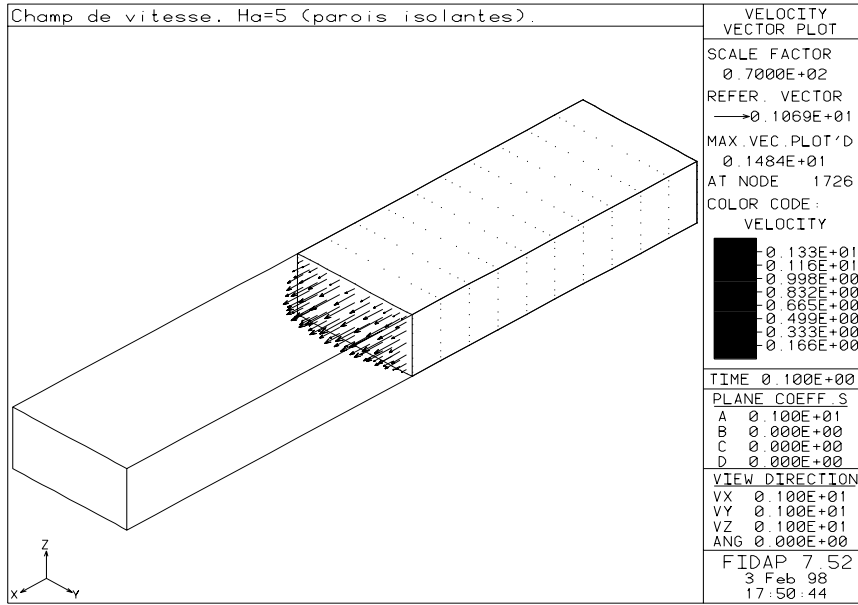 Champ de vitesse. Ha=5 (parois isolantes).
VELOCITY
VECTOR PLOT
SCALE FACTOR
0.7000E+02
REFER. VECTOR
0.1069E+01
MAX.VEC.PLOT'D
0.1484E+01
AT NODE 1726
COLOR CODE:
VELOCITY
0.133E+01
0.116E+01
0.998E+00
0.832E+00
0.665E+00
0.499E+00
0.333E+00
0.166E+00
TIME 0.100E+00
PLANE COEFF.S
A 0.100E+01
B 0.000E+00
C 0.000E+00
D 0.000E+00
VIEW DIRECTION
VX 0.100E+01
VY 0.100E+01
VZ 0.100E+01
ANG 0.000E+00
FIDAP 7.52
3 Feb 98
17:50:44
Z
X Y